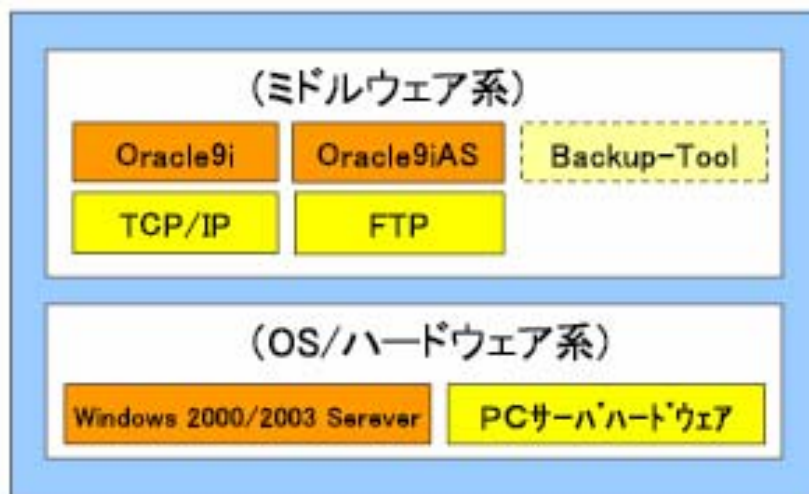 (ミドルウェア系)
Oracle9i
Oracle9iAS
Backup-Tool
TCP/IP
FTP
(OS/ハードウェア系)
Windows 2000/2003 Serever
PCサーバハードウェア